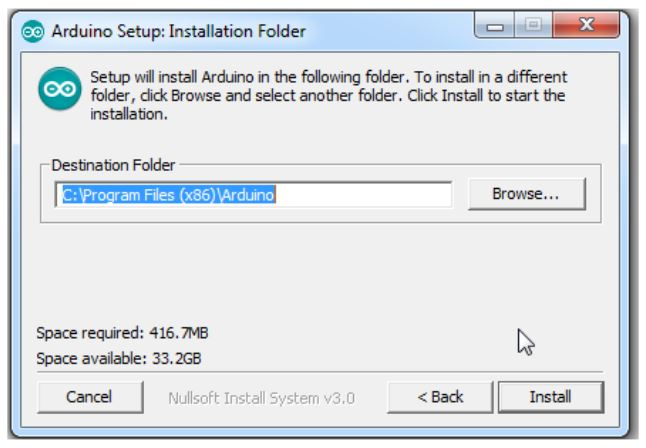 Arduino Setup: Installation Folder
Setup will install Arduino in the following folder. To install in a different
folder, click Browse and select another folder. Click Install to start the
installation.
Destination Folder
C:\Program Files (x86)\Arduino
Browse...
Space required: 416.7MB
Space available: 33.2GB
Cancel
Nullsoft Install System v3.0
< Back
Install